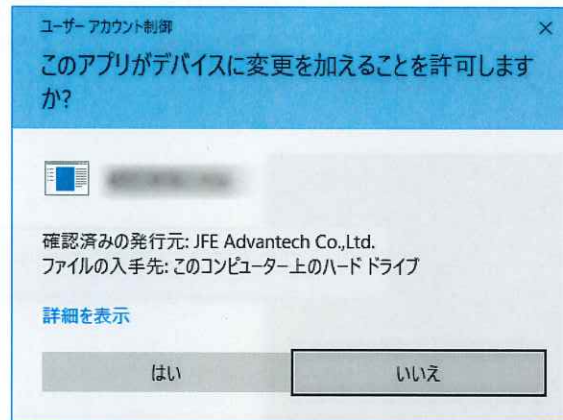 ユーザー アカウント制御
このアプリがデバイスに変更を加えることを許可します
か?
確認済みの発行元: JFE Advantech Co.,Ltd.
ファイルの入手先: このコンピューター上のハード ドライブ
詳細を表示
はい
いいえ